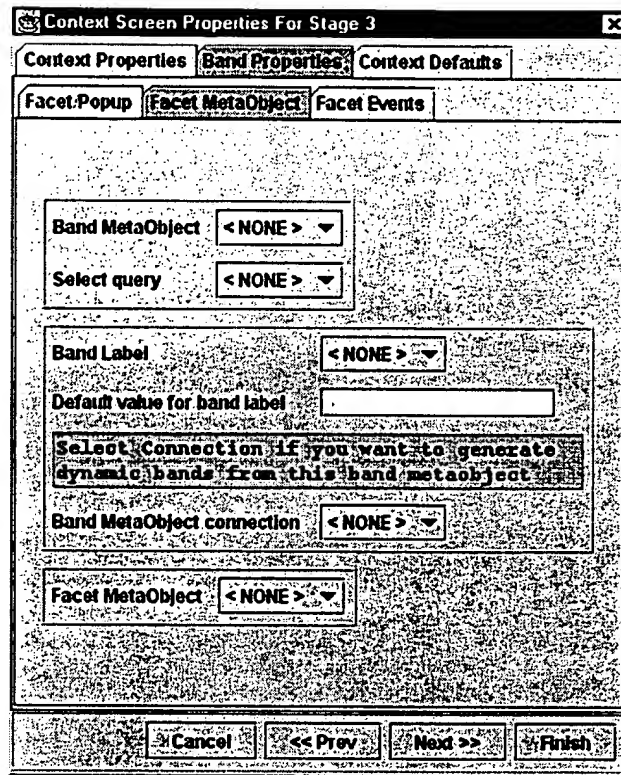 Context Screen Properties For Stage 3
Context Properties Band Properties Context Defaults
Facet/Popup Facet MetaObject Facet Events
Band MetaObject < NONE >
Select query < NONE >
Band Label < NONE >
Default value for band label
Select Connection if you want to generate
dynamic bands from this band metaobject
Band MetaObject connection < NONE >
Facet MetaObject < NONE >
Cancel << Prev Next >> Finish